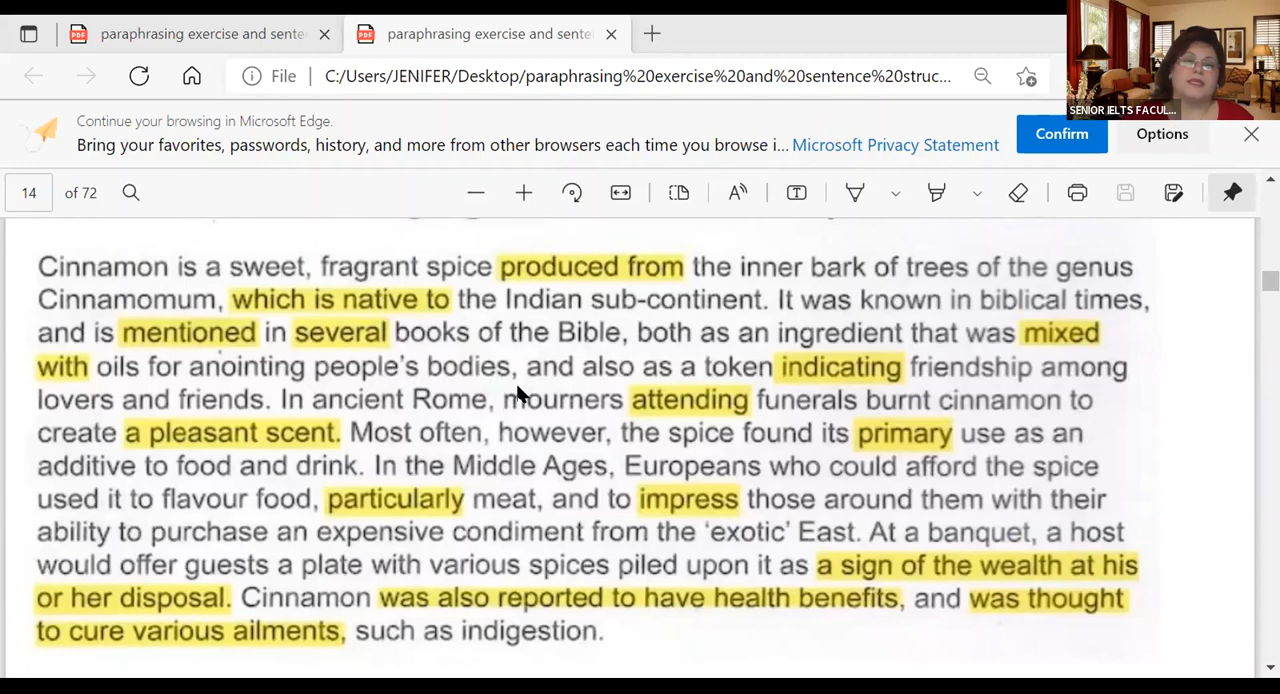 paraphrasing exercise and sente
paraphrasing exercise and sente
File
C:/Users/JENIFER/Desktop/paraphrasing%20exercise%20and%20sentence%20struc...
SENIOR IELTS FACUL...
Continue your browsing in Microsoft Edge.
Bring your favorites, passwords, history, and more from other browsers each time you browse i... Microsoft Privacy Statement
Confirm
Options
14 of 72
Cinnamon is a sweet, fragrant spice produced from the inner bark of trees of the genus
Cinnamomum, which is native to the Indian sub-continent. It was known in biblical times,
and is mentioned in several books of the Bible, both as an ingredient that was mixed
with oils for anointing people's bodies, and also as a token indicating friendship among
lovers and friends. In ancient Rome, mourners attending funerals burnt cinnamon to
create a pleasant scent. Most often, however, the spice found its primary use as an
additive to food and drink. In the Middle Ages, Europeans who could afford the spice
used it to flavour food, particularly meat, and to impress those around them with their
ability to purchase an expensive condiment from the 'exotic' East. At a banquet, a host
would offer guests a plate with various spices piled upon it as a sign of the wealth at his
or her disposal. Cinnamon was also reported to have health benefits, and was thought
to cure various ailments, such as indigestion.